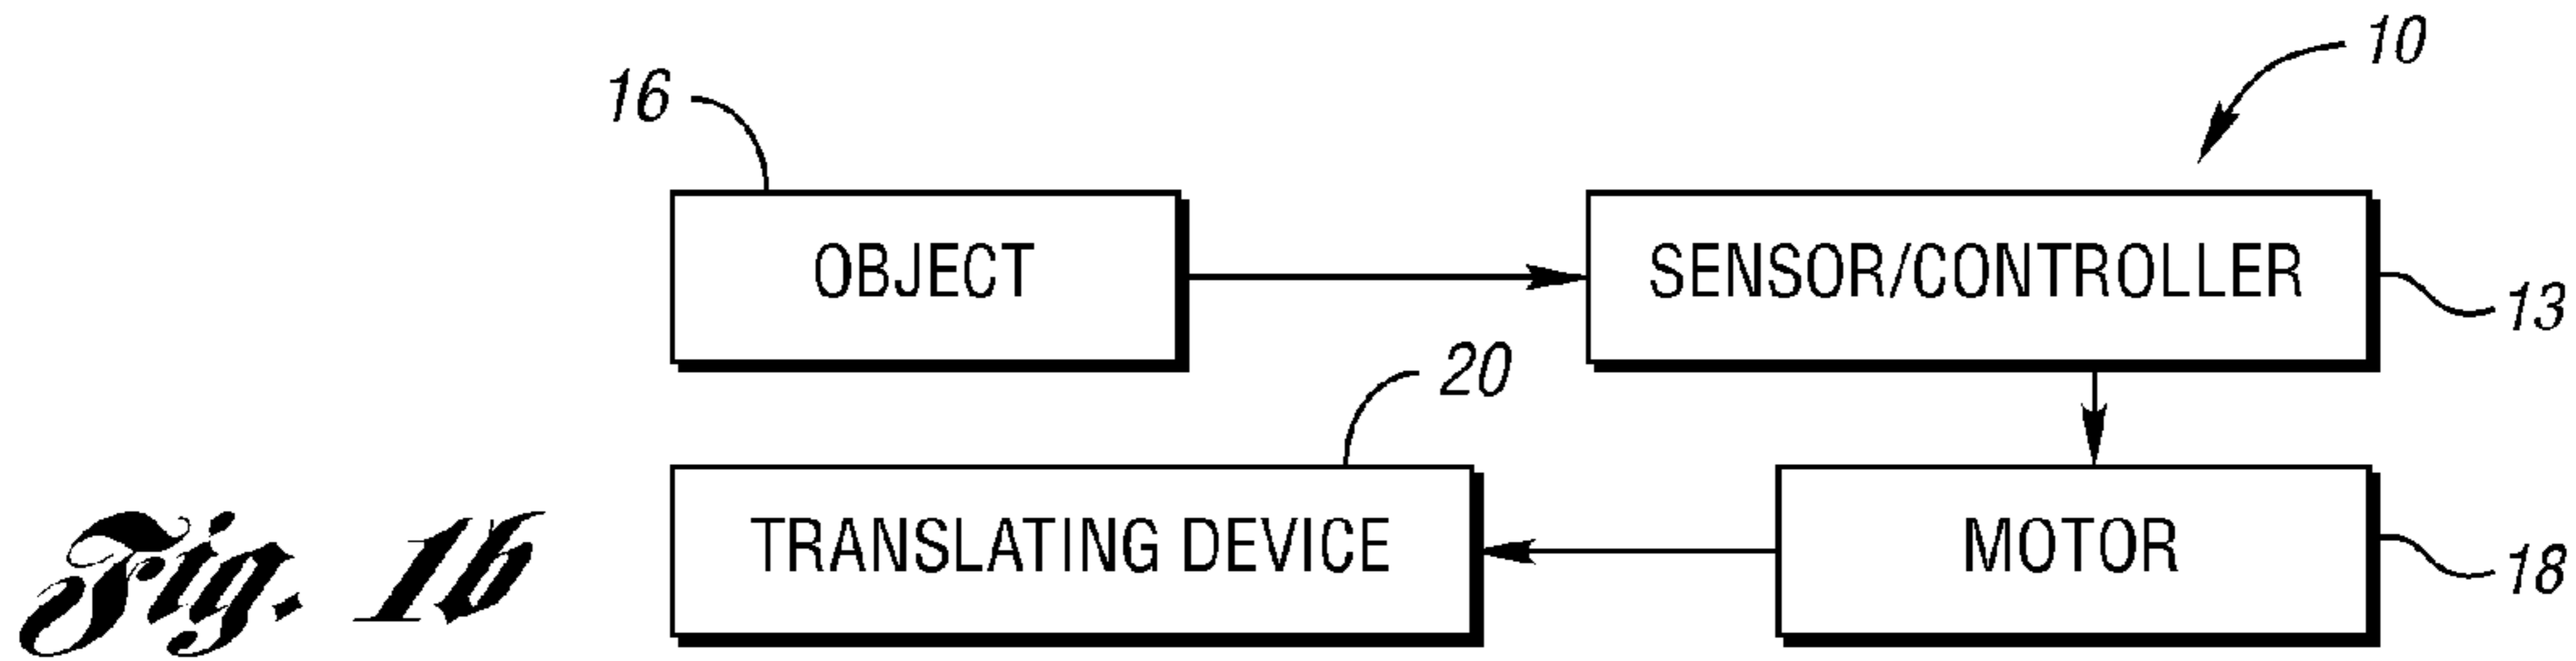 10
16
OBJECT
SENSOR/CONTROLLER
13
20
TRANSLATING DEVICE
MOTOR
18
Fig. 1b